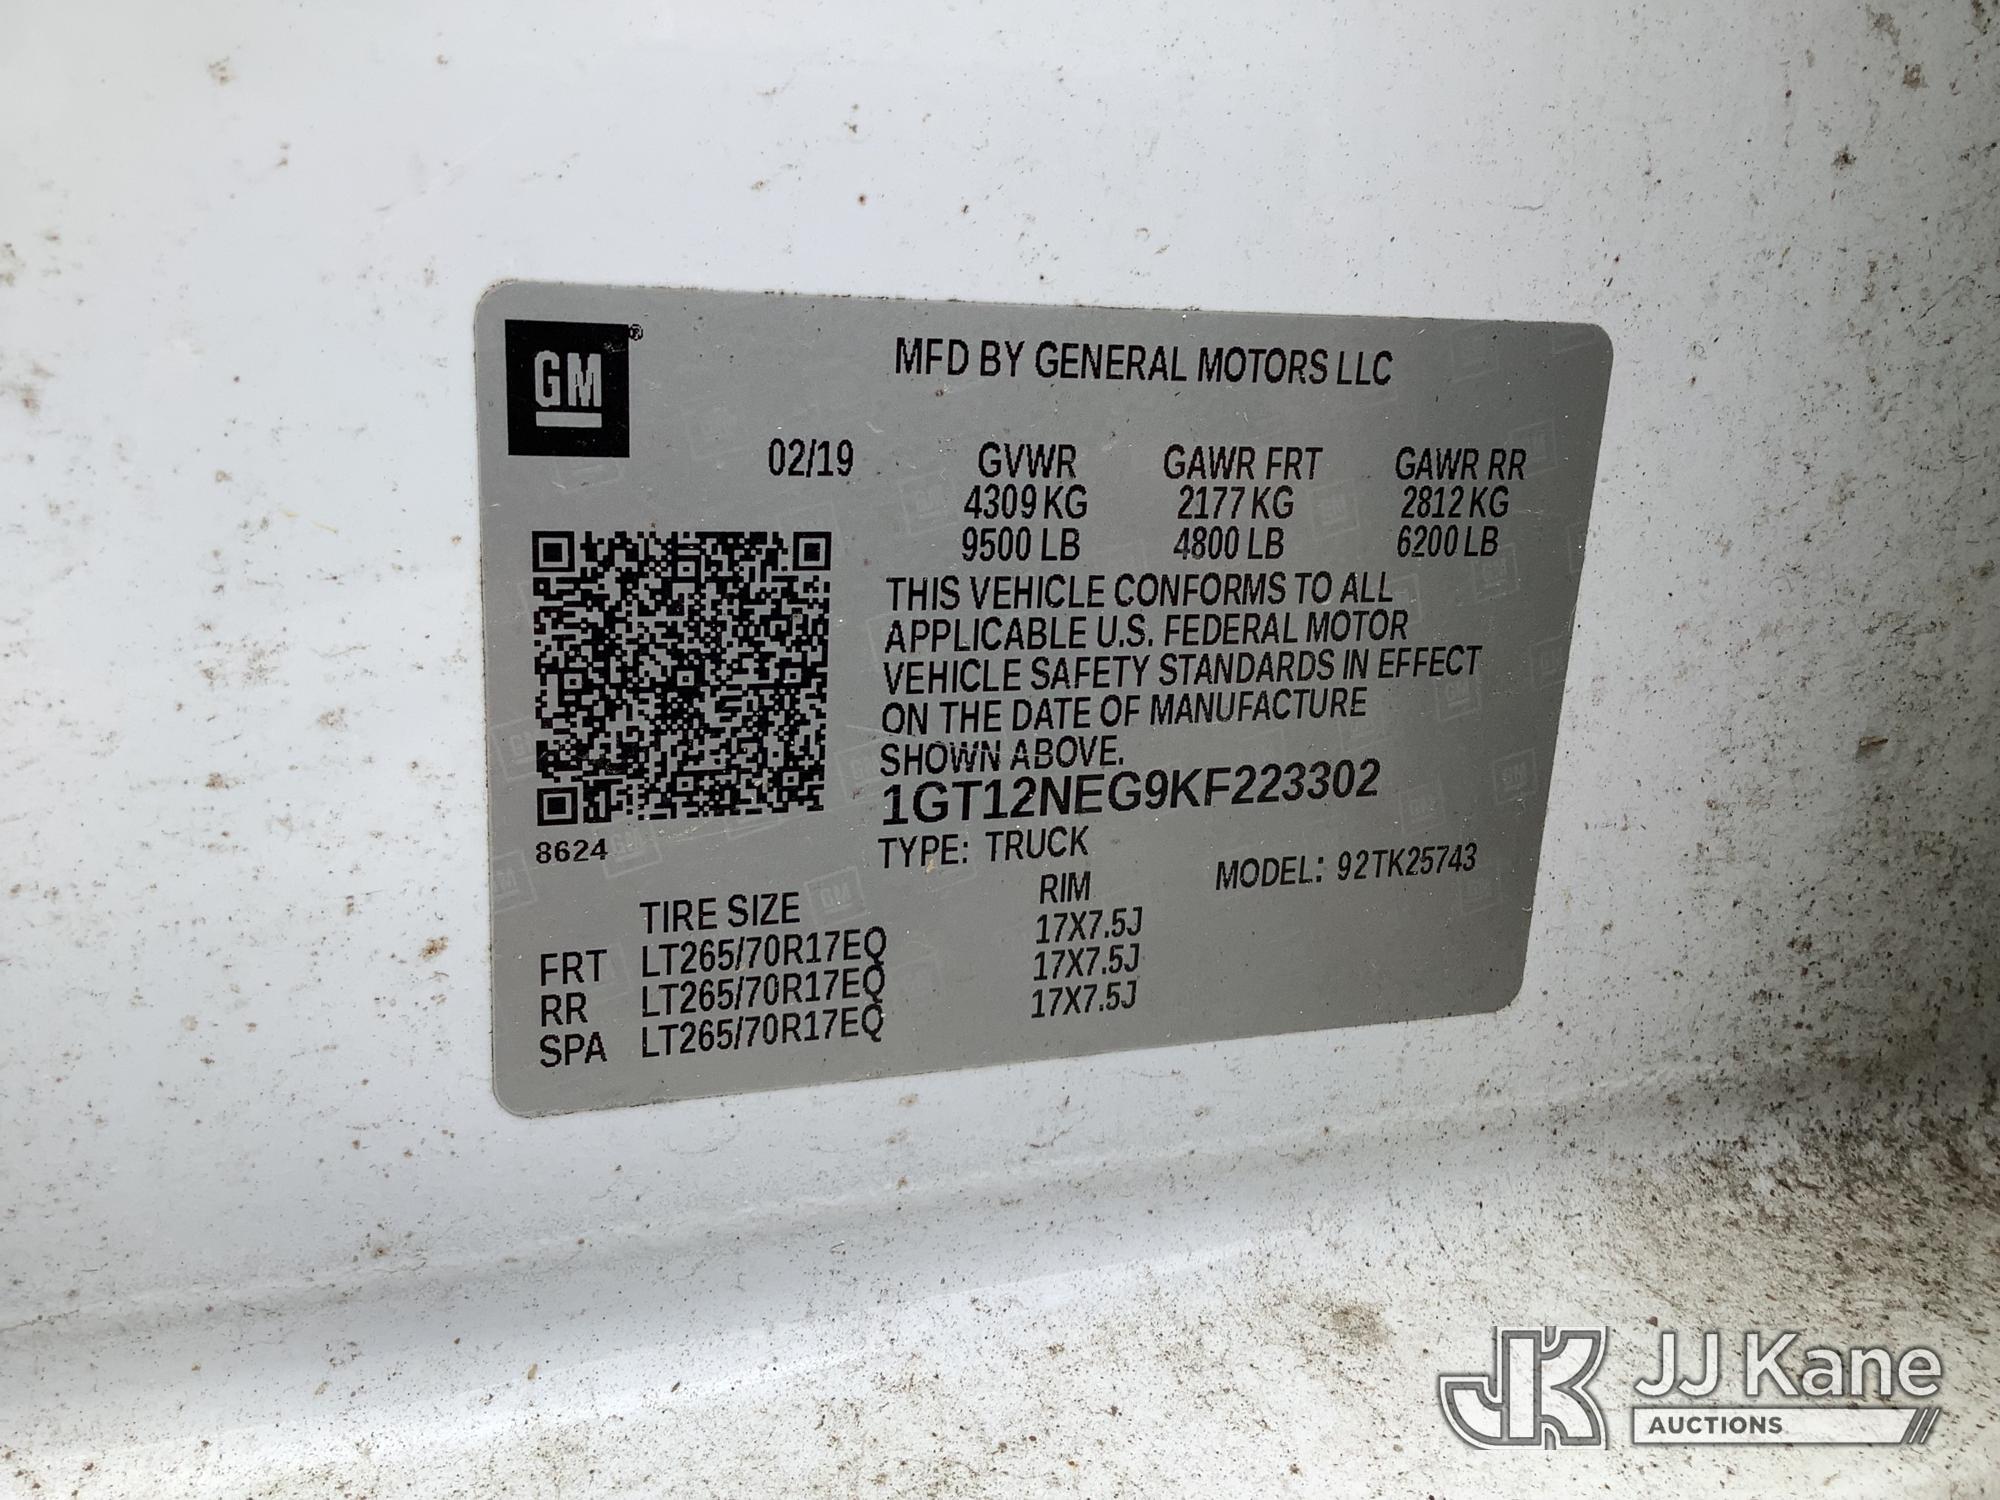 GM®
MFD BY GENERAL MOTORS LLC
02/19 GVWR GAWR FRT GAWR RR
4309 KG 2177 KG 2812 KG
9500 LB 4800 LB 6200 LB
THIS VEHICLE CONFORMS TO ALL
APPLICABLE U.S. FEDERAL MOTOR
VEHICLE SAFETY STANDARDS IN EFFECT
ON THE DATE OF MANUFACTURE
SHOWN ABOVE.
1GT12NEG9KF223302
8624
TYPE: TRUCK MODEL: 92TK25743
TIRE SIZE RIM
FRT LT265/70R17EQ 17X7.5J
RR LT265/70R17EQ 17X7.5J
SPA LT265/70R17EQ 17X7.5J
JK JJ Kane
AUCTIONS